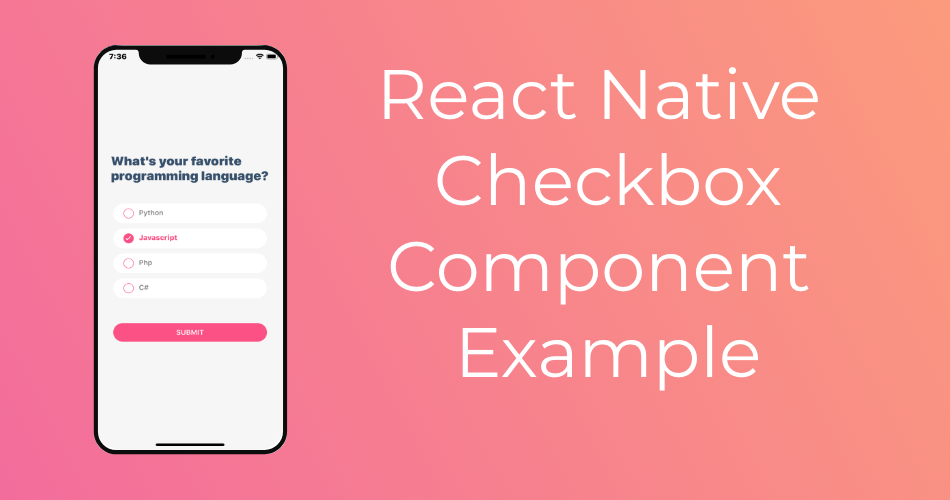 7:36
What's your favorite
programming language?
Python
Javascript
Php
C#
SUBMIT
React Native
Checkbox
Component
Example